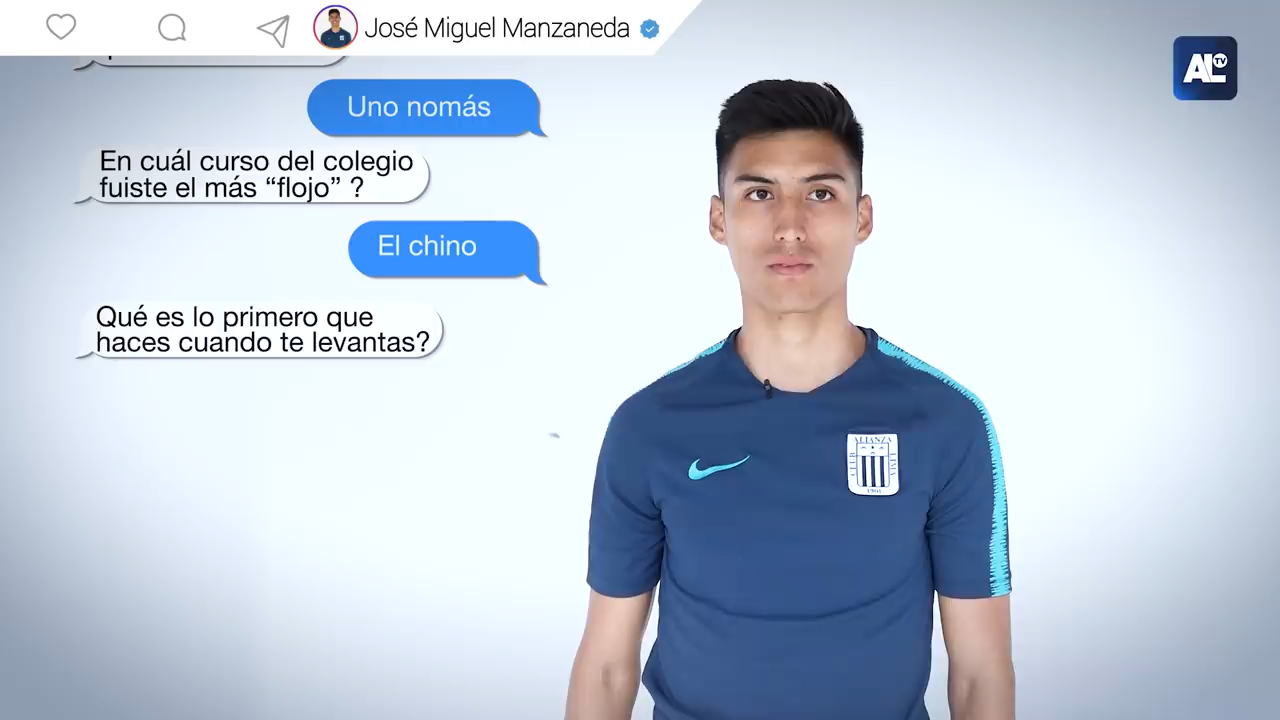 José Miguel Manzaneda
AL
TV
Uno nomás
En cuál curso del colegio
fuiste el más “flojo” ?
El chino
Qué es lo primero que
haces cuando te levantas?
ALIANZA
CLUB
LIMA
1901